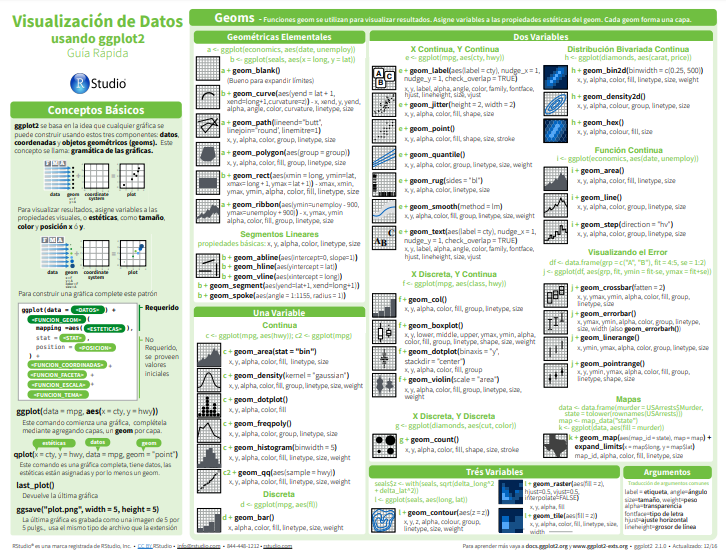 Visualización de Datos
usando ggplot2
Guía Rápida
R Studio
Conceptos Básicos
ggplot2 se basa en la idea que cualquier gráfica se
puede construir usando estos tres componentes: datos,
coordenadas y objetos geométricos (geoms). Este
concepto se llama: gramática de las gráficas.
F M A
data geom coordinate system plot
Para visualizar resultados, asigne variables a las
propiedades visuales, o estéticas, como tamaño,
color y posición x ó y.
F M A
data geom coordinate system plot
Para construir una gráfica complete este patrón
ggplot(data = <DATOS>) +
<FUNCION_GEOM>(
mapping = aes(<ESTETICAS>),
stat = <STAT>,
position = <POSICION>
) +
<FUNCION_COORDENADAS> +
<FUNCION_FACETA> +
<FUNCION_ESCALA> +
<FUNCION_TEMA>
Requerido
No
Requerido,
se proveen
valores
iniciales
ggplot(data = mpg, aes(x = cty, y = hwy))
Este comando comienza una gráfica, complétela
mediante agregando capas, un geom por capa.
estéticas datos geom
qplot(x = cty, y = hwy, data = mpg, geom = "point")
Este comando es una gráfica completa, tiene datos, las
estéticas están asignadas y por lo menos un geom.
last_plot()
Devuelve la última gráfica
ggsave("plot.png", width = 5, height = 5)
La última gráfica es grabada como una imagen de 5 por
5 pulgs., usa el mismo tipo de archivo que la extensión
Geoms - Funciones geom se utilizan para visualizar resultados. Asigne variables a las propiedades estéticas del geom. Cada geom forma una capa.
Geométricas Elementales
a <- ggplot(economics, aes(date, unemploy))
b <- ggplot(seals, aes(x = long, y = lat))
a + geom_blank()
(Bueno para expandir límites)
b + geom_curve(aes(yend = lat + 1,
xend=long+1,curvature=z)) - x, xend, y, yend,
alpha, angle, color, curvature, linetype, size
a + geom_path(lineend="butt",
linejoin="round", linemitre=1)
x, y, alpha, color, group, linetype, size
a + geom_polygon(aes(group = group))
x, y, alpha, color, fill, group, linetype, size
b + geom_rect(aes(xmin = long, ymin=lat,
xmax= long + 1, ymax = lat + 1)) - xmax, xmin,
ymax, ymin, alpha, color, fill, linetype, size
a + geom_ribbon(aes(ymin=unemploy - 900,
ymax=unemploy + 900)) - x, ymax, ymin
alpha, color, fill, group, linetype, size
Segmentos Lineares
propiedades básicas: x, y, alpha, color, linetype, size
b + geom_abline(aes(intercept=0, slope=1))
b + geom_hline(aes(yintercept = lat))
b + geom_vline(aes(xintercept = long))
b + geom_segment(aes(yend=lat+1, xend=long+1))
b + geom_spoke(aes(angle = 1:1155, radius = 1))
Una Variable
Continua
c <- ggplot(mpg, aes(hwy)); c2 <- ggplot(mpg)
c + geom_area(stat = "bin")
x, y, alpha, color, fill, linetype, size
c + geom_density(kernel = "gaussian")
x, y, alpha, color, fill, group, linetype, size, weight
c + geom_dotplot()
x, y, alpha, color, fill
c + geom_freqpoly()
x, y, alpha, color, group, linetype, size
c + geom_histogram(binwidth = 5)
x, y, alpha, color, fill, linetype, size, weight
c2 + geom_qq(aes(sample = hwy))
x, y, alpha, color, fill, linetype, size, weight
Discreta
d <- ggplot(mpg, aes(fl))
d + geom_bar()
x, alpha, color, fill, linetype, size, weight
Dos Variables
X Continua, Y Continua
e <- ggplot(mpg, aes(cty, hwy))
e + geom_label(aes(label = cty), nudge_x = 1,
nudge_y = 1, check_overlap = TRUE)
x, y, label, alpha, angle, color, family, fontface,
hjust, lineheight, size, vjust
e + geom_jitter(height = 2, width = 2)
x, y, alpha, color, fill, shape, size
e + geom_point()
x, y, alpha, color, fill, shape, size, stroke
e + geom_quantile()
x, y, alpha, color, group, linetype, size, weight
e + geom_rug(sides = "bl")
x, y, alpha, color, linetype, size
e + geom_smooth(method = lm)
x, y, alpha, color, fill, group, linetype, size, weight
e + geom_text(aes(label = cty), nudge_x = 1,
nudge_y = 1, check_overlap = TRUE)
x, y, label, alpha, angle, color, family, fontface,
hjust, lineheight, size, vjust
X Discreta, Y Continua
f <- ggplot(mpg, aes(class, hwy))
f + geom_col()
x, y, alpha, color, fill, group, linetype, size
f + geom_boxplot()
x, y, lower, middle, upper, ymax, ymin, alpha,
color, fill, group, linetype, shape, size, weight
f + geom_dotplot(binaxis = "y",
stackdir = "center")
x, y, alpha, color, fill, group
f + geom_violin(scale = "area")
x, y, alpha, color, fill, group, linetype, size,
weight
X Discreta, Y Discreta
g <- ggplot(diamonds, aes(cut, color))
g + geom_count()
x, y, alpha, color, fill, shape, size, stroke
Distribución Bivariada Continua
h <- ggplot(diamonds, aes(carat, price))
h + geom_bin2d(binwidth = c(0.25, 500))
x, y, alpha, color, fill, linetype, size, weight
h + geom_density2d()
x, y, alpha, colour, group, linetype, size
h + geom_hex()
x, y, alpha, colour, fill, size
Función Continua
i <- ggplot(economics, aes(date, unemploy))
i + geom_area()
x, y, alpha, color, fill, linetype, size
i + geom_line()
x, y, alpha, color, group, linetype, size
i + geom_step(direction = "hv")
x, y, alpha, color, group, linetype, size
Visualizando el Error
df <- data.frame(grp = c("A", "B"), fit = 4:5, se = 1:2)
j <- ggplot(df, aes(grp, fit, ymin = fit-se, ymax = fit+se))
j + geom_crossbar(fatten = 2)
x, y, ymax, ymin, alpha, color, fill, group,
linetype, size
j + geom_errorbar()
x, ymax, ymin, alpha, color, group, linetype,
size, width (also geom_errorbarh())
j + geom_linerange()
x, ymin, ymax, alpha, color, group, linetype, size
j + geom_pointrange()
x, y, ymin, ymax, alpha, color, fill, group,
linetype, shape, size
Mapas
data <- data.frame(murder = USArrests$Murder,
state = tolower(rownames(USArrests)))
map <- map_data("state")
k <- ggplot(data, aes(fill = murder))
k + geom_map(aes(map_id = state), map = map) +
expand_limits(x = map$long, y = map$lat)
map_id, alpha, color, fill, linetype, size
Trés Variables
seals$z <- with(seals, sqrt(delta_long^2
+ delta_lat^2))
l <- ggplot(seals, aes(long, lat))
l + geom_contour(aes(z = z))
x, y, z, alpha, colour, group,
linetype, size, weight
l + geom_raster(aes(fill = z),
hjust=0.5, vjust=0.5,
interpolate=FALSE)
x, y, alpha, fill
l + geom_tile(aes(fill = z))
x, y, alpha, color, fill, linetype, size,
width
Argumentos
Traducción de argumentos comunes
label = etiqueta, angle=ángulo
size=tamaño, weight=peso
alpha=transparencia
fontface=tipo de letra
hjust=ajuste horizontal
lineheight=grosor de línea
RStudio® es una marca registrada de RStudio, Inc. • CC BY RStudio • info@rstudio.com • 844-448-1212 • rstudio.com
Para aprender más vaya a docs.ggplot2.org y www.ggplot2-exts.org • ggplot2 2.1.0 • Actualizado: 12/16